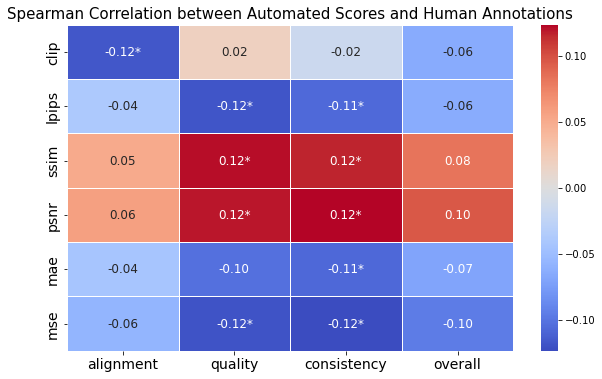 Spearman Correlation between Automated Scores and Human Annotations
clip -0.12* 0.02 -0.02 -0.06
lpips -0.04 -0.12* -0.11* -0.06
ssim 0.05 0.12* 0.12* 0.08
psnr 0.06 0.12* 0.12* 0.10
mae -0.04 -0.10 -0.11* -0.07
mse -0.06 -0.12* -0.12* -0.10
alignment quality consistency overall
0.10
0.05
0.00
−0.05
−0.10